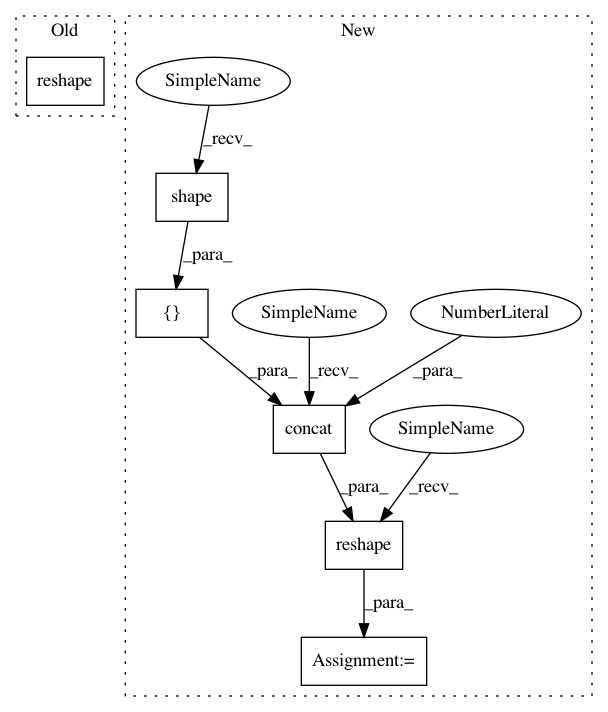 Old
New
reshape
SimpleName
_recv_
shape
_para_
{}
SimpleName
NumberLiteral
_para_
_recv_
_para_
concat
SimpleName
_para_
_recv_
reshape
_para_
Assignment:=